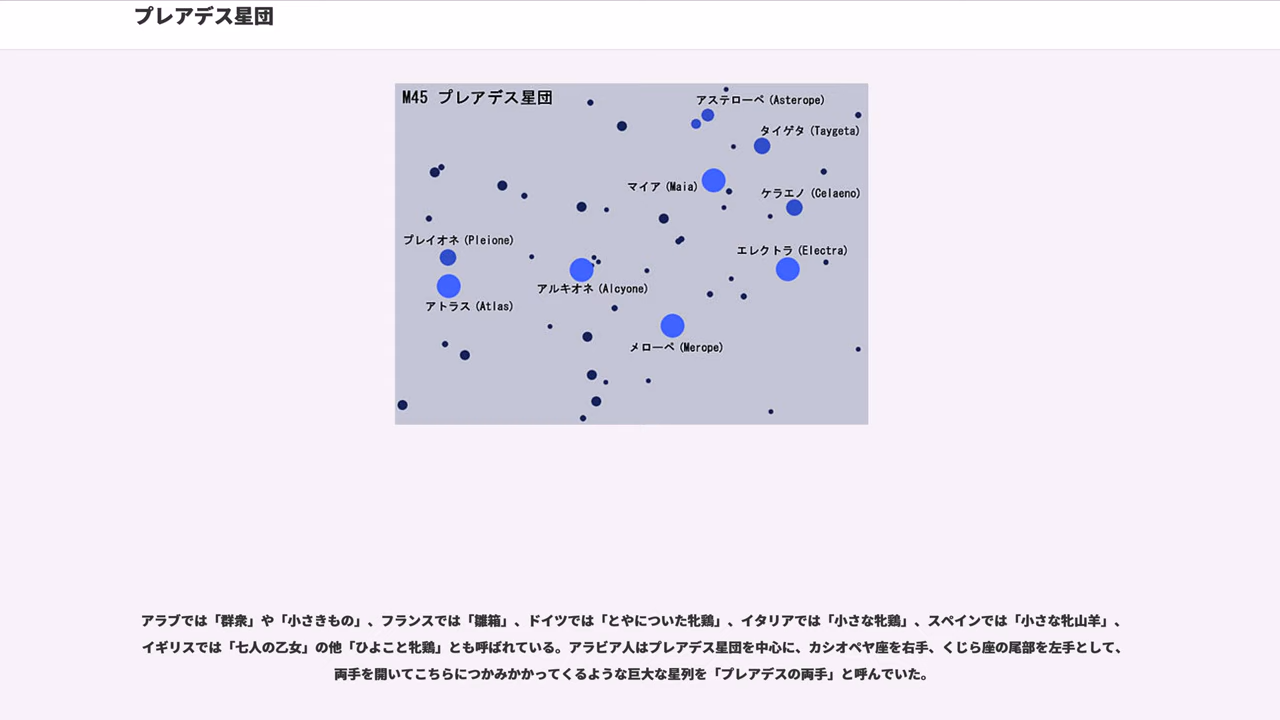 プレアデス星団
M45 プレアデス星団
アステローペ (Asterope)
タイゲタ (Taygeta)
マイア (Maia)
ケラエノ (Celaeno)
プレイオネ (Pleione)
エレクトラ (Electra)
アルキオネ (Alcyone)
アトラス (Atlas)
メローペ (Merope)
アラブでは「群衆」や「小さきもの」、フランスでは「雛箱」、ドイツでは「とやについた牝鶏」、イタリアでは「小さな牝鶏」、スペインでは「小さな牝山羊」、
イギリスでは「七人の乙女」の他「ひよこと牝鶏」とも呼ばれている。アラビア人はプレアデス星団を中心に、カシオペヤ座を右手、くじら座の尾部を左手として、
両手を開いてこちらにつかみかかってくるような巨大な星列を「プレアデスの両手」と呼んでいた。